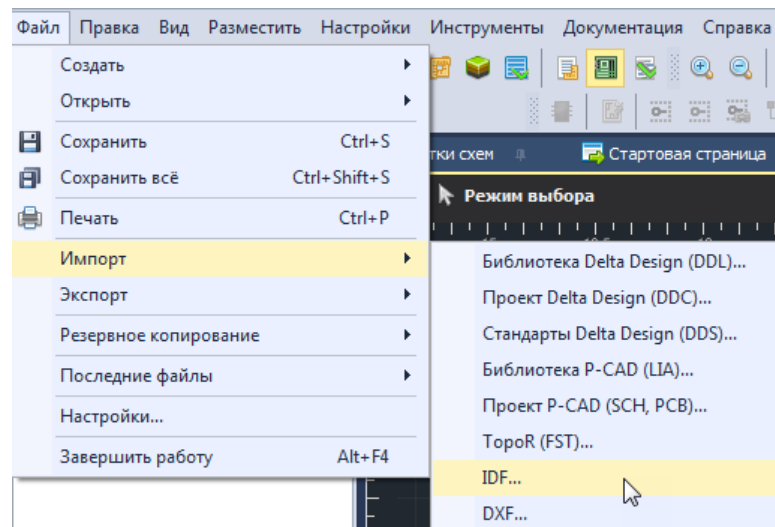 Файл Правка Вид Разместить Настройки Инструменты Документация Справка
Создать
Открыть
Сохранить Ctrl+S
Сохранить всё Ctrl+Shift+S
Печать Ctrl+P
Импорт
Экспорт
Резервное копирование
Последние файлы
Настройки...
Завершить работу Alt+F4
схем Стартовая страница
Режим выбора
Библиотека Delta Design (DDL)...
Проект Delta Design (DDC)...
Стандарты Delta Design (DDS)...
Библиотека P-CAD (LIA)...
Проект P-CAD (SCH, PCB)...
TopoR (FST)...
IDF...
DXF...